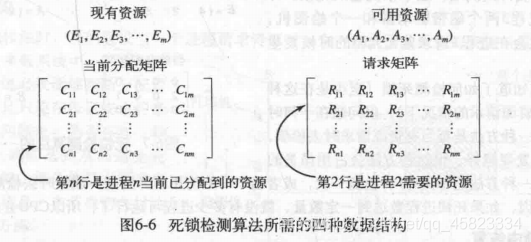 现有资源
(E₁, E₂, E₃, ⋯, Eₘ)
当前分配矩阵
C₁₁ C₁₂ C₁₃ ⋯ C₁ₘ
C₂₁ C₂₂ C₂₃ ⋯ C₂ₘ
⋮ ⋮ ⋮ ⋮
Cₙ₁ Cₙ₂ Cₙ₃ ⋯ Cₙₘ
第n行是进程n当前已分配到的资源
可用资源
(A₁, A₂, A₃, ⋯, Aₘ)
请求矩阵
R₁₁ R₁₂ R₁₃ ⋯ R₁ₘ
R₂₁ R₂₂ R₂₃ ⋯ R₂ₘ
⋮ ⋮ ⋮ ⋮
Rₙ₁ Rₙ₂ Rₙ₃ ⋯ Rₙₘ
第2行是进程2需要的资源
图6-6 死锁检测算法所需的四种数据结构